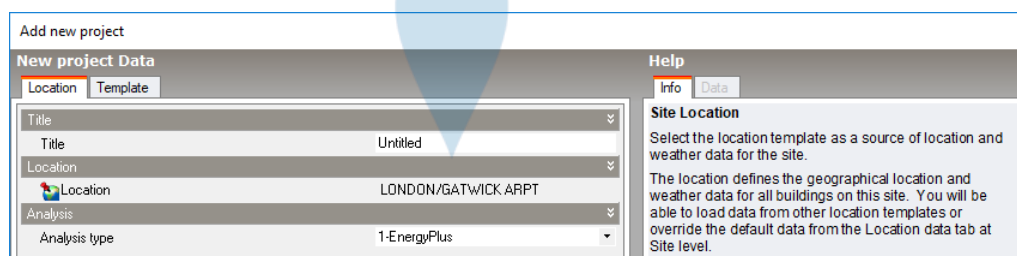 Add new project
New project Data
Location Template
Title
Title Untitled
Location
Location LONDON/GATWICK ARPT
Analysis
Analysis type 1-EnergyPlus
Help
Info Data
Site Location
Select the location template as a source of location and
weather data for the site.
The location defines the geographical location and
weather data for all buildings on this site. You will be
able to load data from other location templates or
override the default data from the Location data tab at
Site level.